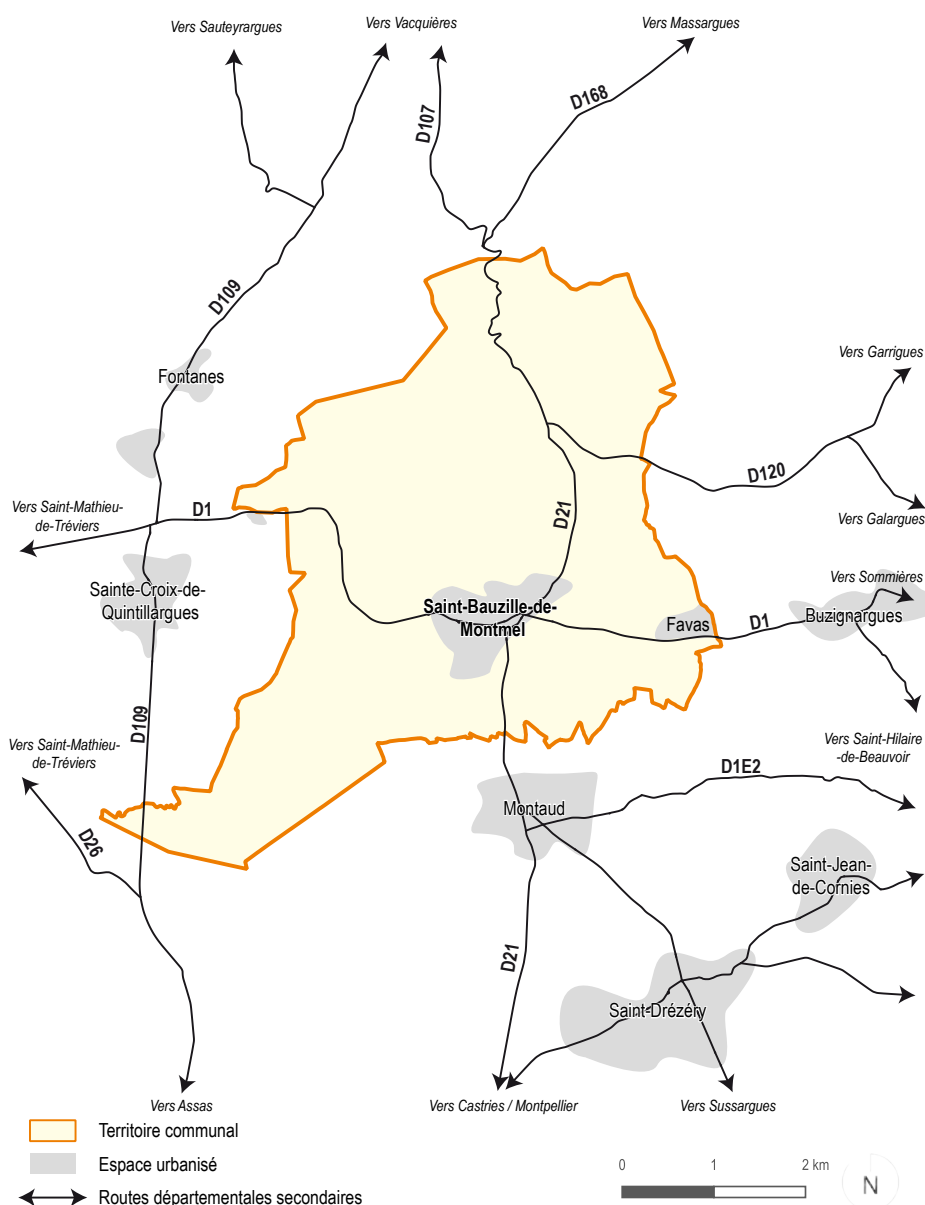 Vers Sauteyrargues
Vers Vacquières
Vers Massargues
D107
D168
D109
Fontanes
Vers Garrigues
D120
Vers Galargues
Vers Saint-Mathieu-
de-Tréviers
D1
D21
Sainte-Croix-de-
Quintillargues
Saint-Bauzille-de-
Montmel
Favas
D1
Vers Sommières
Buzignargues
D109
Vers Saint-Mathieu-
de-Tréviers
D26
Vers Saint-Hilaire
-de-Beauvoir
D1E2
Montaud
Saint-Jean-
de-Cornies
D21
Saint-Drézéry
Vers Assas
Vers Castries / Montpellier
Vers Sussargues
Territoire communal
Espace urbanisé
Routes départementales secondaires
0 1 2 km
N